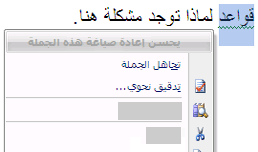 قواعد لماذا توجد مشكلة هنا.
يحسن إعادة صياغة هذه الجملة
تجاهل الجملة
تدقيق نحوي...